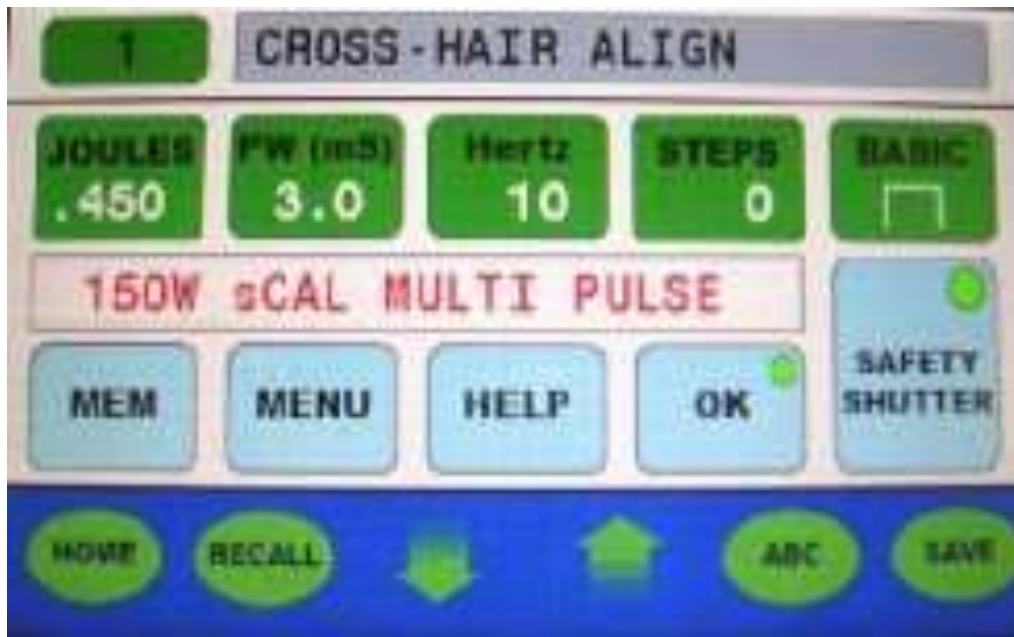 1 CROSS-HAIR ALIGN
JOULES PW (mS) Hertz STEPS BASIC
.450 3.0 10 0
150W sCAL MULTI PULSE
SAFETY
SHUTTER
MEM MENU HELP OK
HOME RECALL ABC SAVE